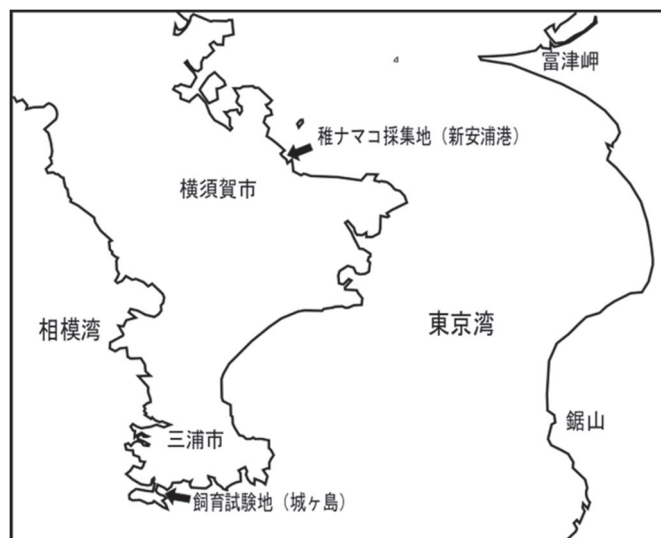 富津岬
稚ナマコ採集地（新安浦港）
横須賀市
相模湾
東京湾
三浦市
鋸山
飼育試験地（城ヶ島）